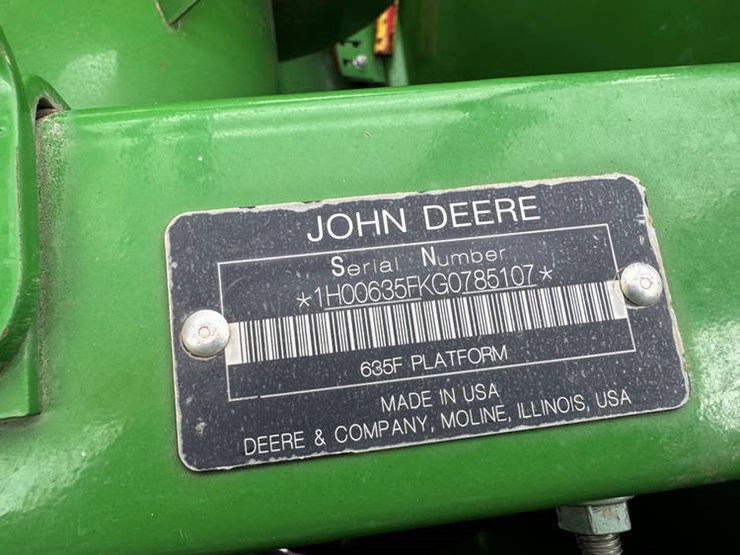 JOHN DEERE
Serial Number
*1H00635FKG0785107*
635F PLATFORM
MADE IN USA
DEERE & COMPANY, MOLINE, ILLINOIS, USA